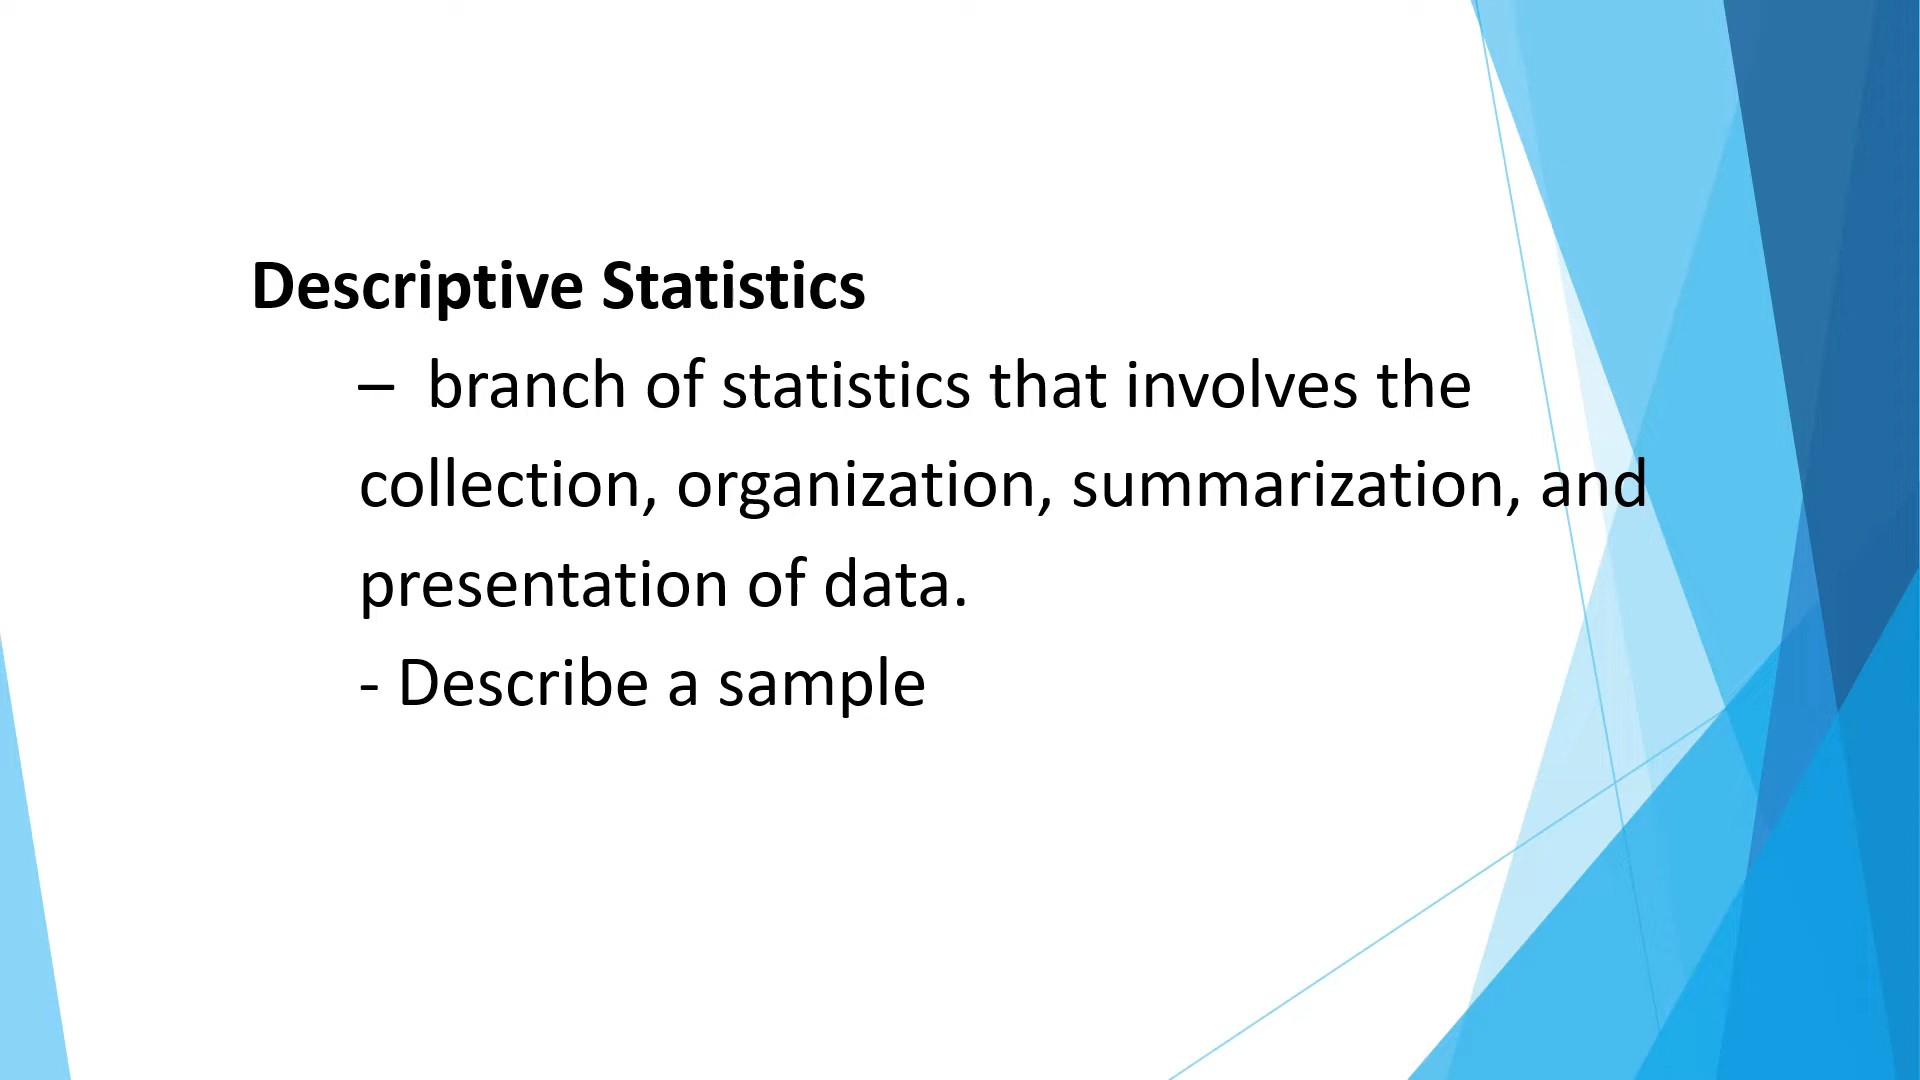 Descriptive Statistics
– branch of statistics that involves the
collection, organization, summarization, and
presentation of data.
- Describe a sample